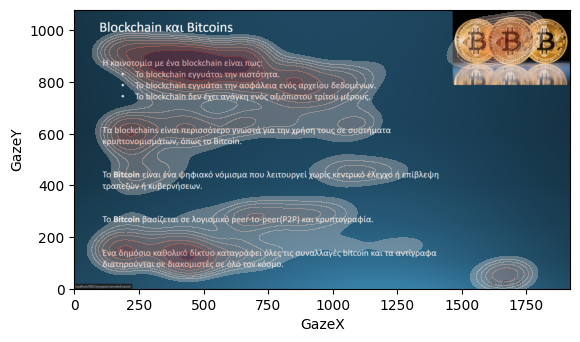 Blockchain και Bitcoins
Η καινοτομία με ένα blockchain είναι πως:
• Το blockchain εγγυάται την πιστότητα.
• Το blockchain εγγυάται την ασφάλεια ενός αρχείου δεδομένων.
• Το blockchain δεν έχει ανάγκη ενός αξιόπιστου τρίτου μέρους.
Τα blockchains είναι περισσότερο γνωστά για την χρήση τους σε συστήματα
κρυπτονομισμάτων, όπως το Bitcoin.
Το Bitcoin είναι ένα ψηφιακό νόμισμα που λειτουργεί χωρίς κεντρικό έλεγχο ή επίβλεψη
τραπεζών ή κυβερνήσεων.
Το Bitcoin βασίζεται σε λογισμικό peer-to-peer(P2P) και κρυπτογραφία.
Ένα δημόσιο καθολικό δίκτυο καταγράφει όλες τις συναλλαγές bitcoin και τα αντίγραφα
διατηρούνται σε διακομιστές σε όλο τον κόσμο.
GazeY
1000
800
600
400
200
0
0 250 500 750 1000 1250 1500 1750
GazeX